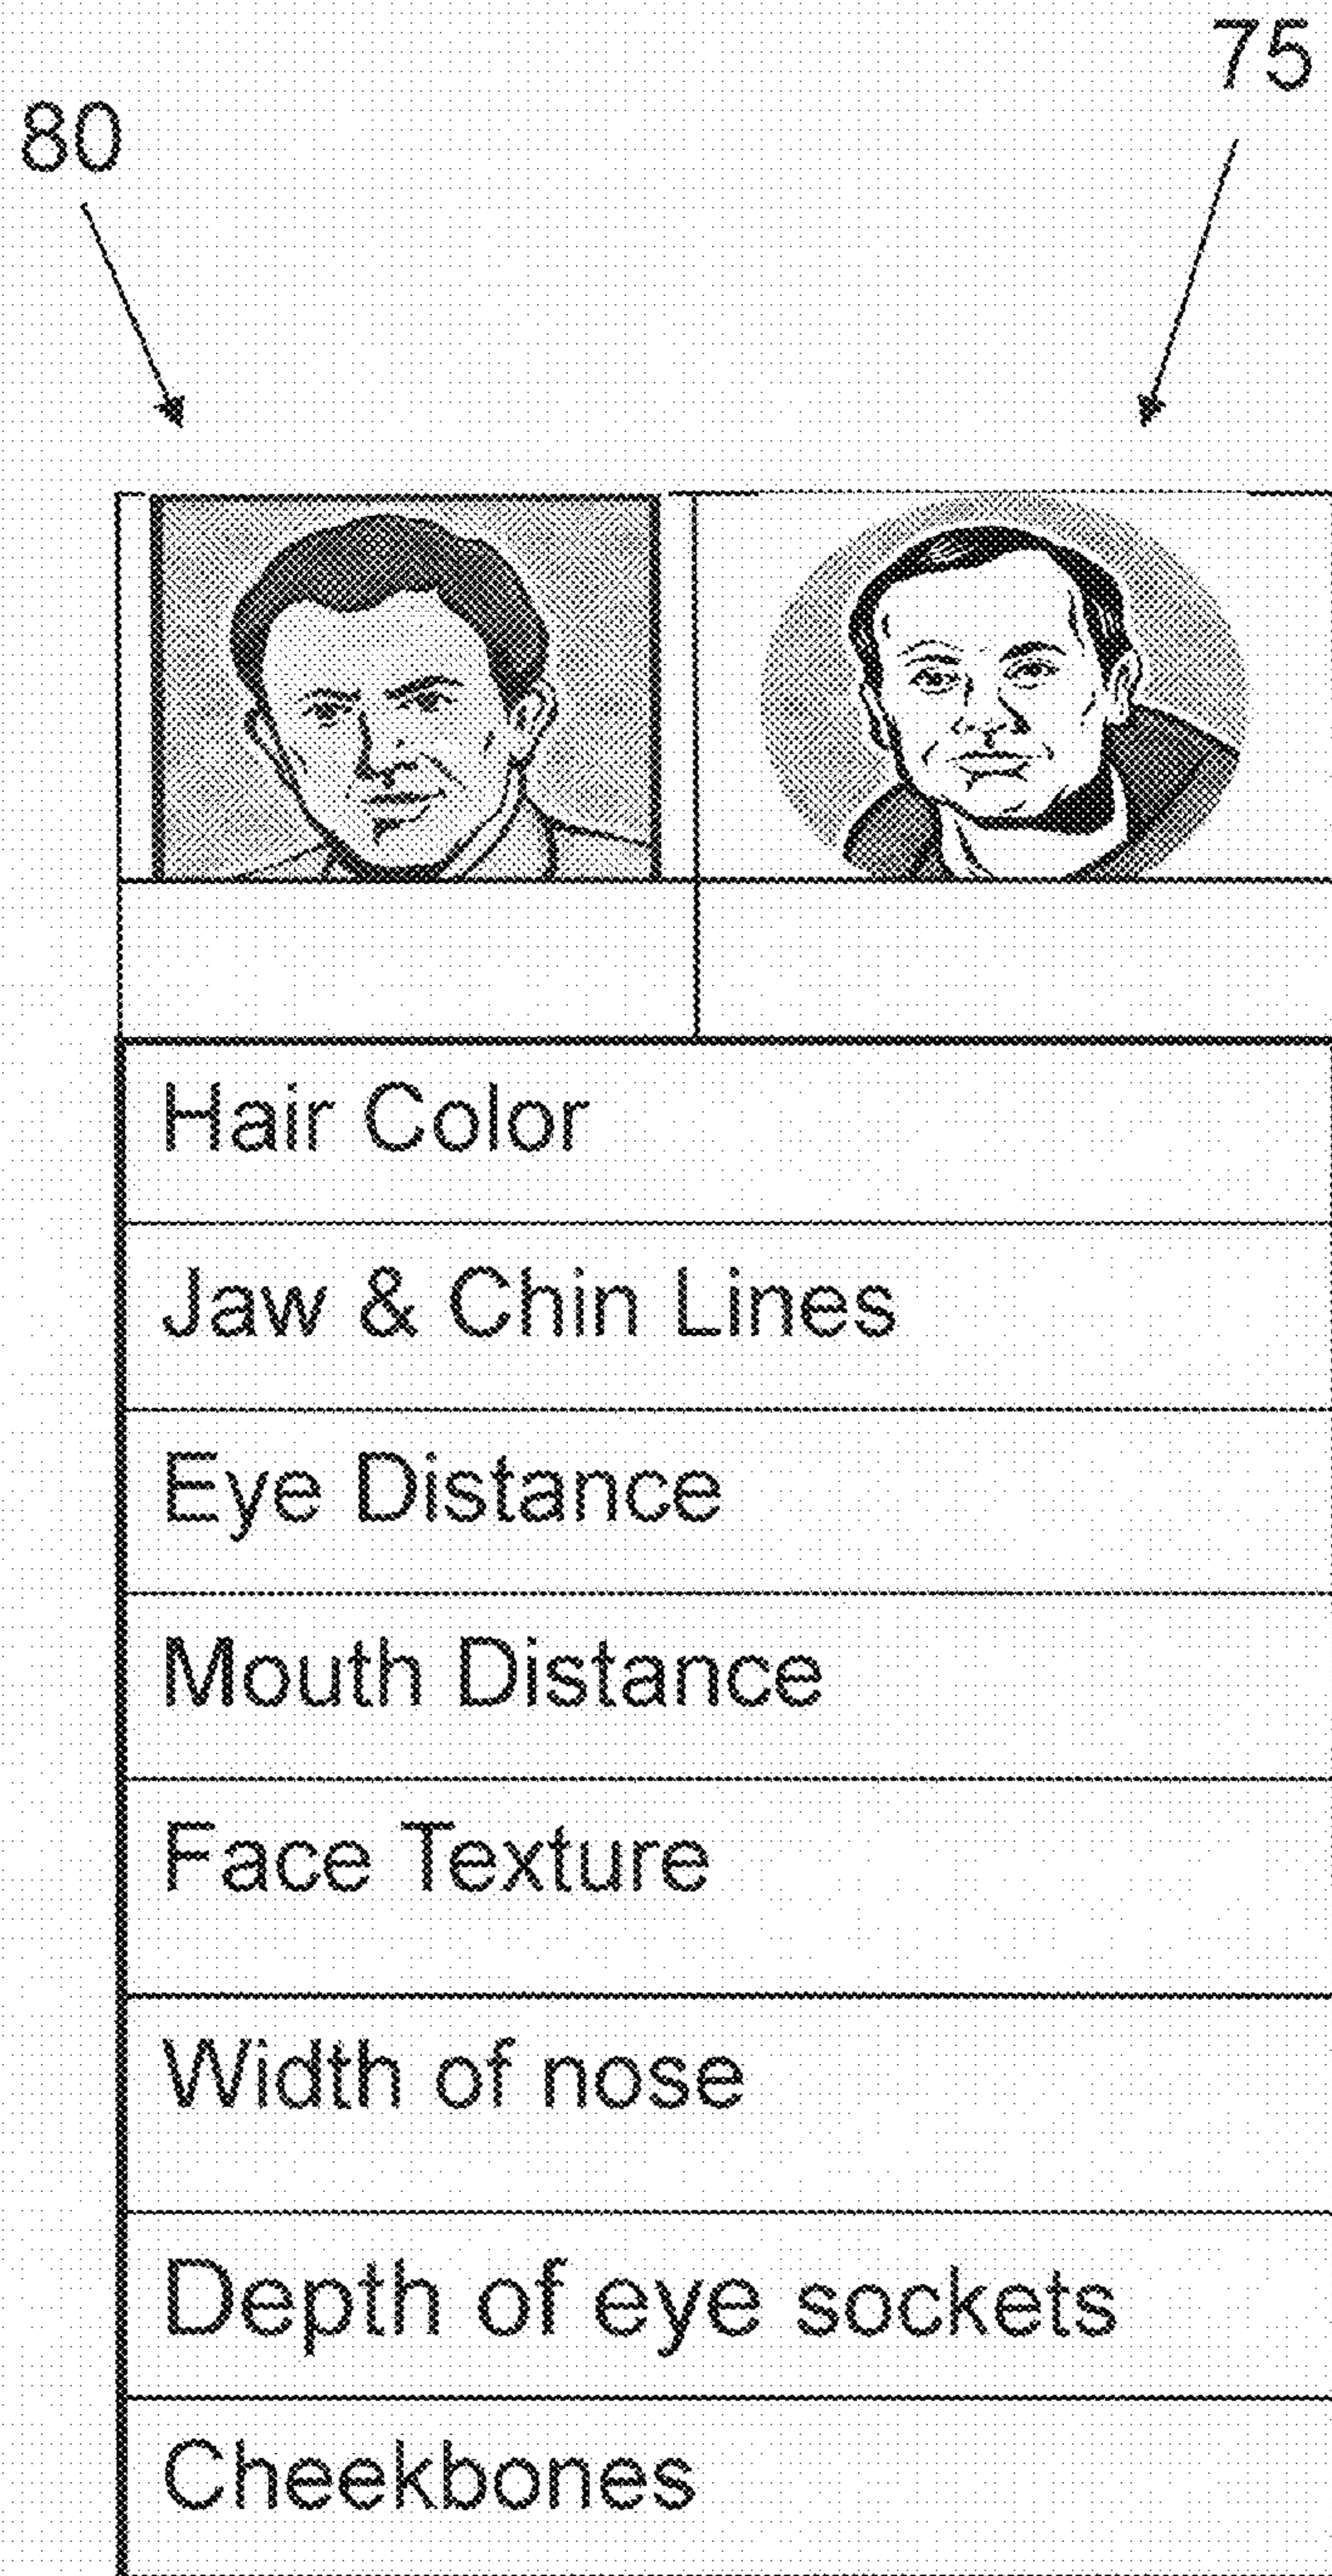 75
80
Hair Color
Jaw & Chin Lines
Eye Distance
Mouth Distance
Face Texture
Width of nose
Depth of eye sockets
Cheekbones